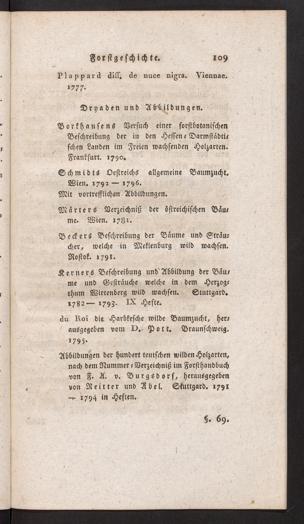 Forstgeschichte. 109
Plappard diss. de nuce nigra. Viennae.
1777.
Dryaden und Abbildungen.
Borkhausens Versuch einer forstbotanischen
Beschreibung der in den Hessen-Darmstädti-
schen Landen im Freien wachsenden Holzarten.
Frankfurt. 1790.
Schmidts Oestreichs allgemeine Baumzucht.
Wien. 1792 — 1796.
Mit vortrefflichen Abbildungen.
Märters Verzeichniß der östreichischen Bäu-
me. Wien. 1781.
Beckers Beschreibung der Bäume und Sträu-
cher, welche in Meklenburg wild wachsen.
Rostok. 1791.
Kerners Beschreibung und Abbildung der Bäu-
me und Gesträuche welche in dem Herzog-
thum Wirtenberg wild wachsen. Stuttgard.
1782 — 1793. IX Hefte.
du Roi die Harbkesche wilde Baumzucht, her-
ausgegeben vom D. Pott. Braunschweig.
1795.
Abbildungen der hundert teutschen wilden Holzarten,
nach dem Nummer-Verzeichniß im Forsthandbuch
von F. A. v. Burgsdorf, herausgegeben
von Reitter und Abel. Stuttgard. 1791
— 1794 in Heften.
§. 69.